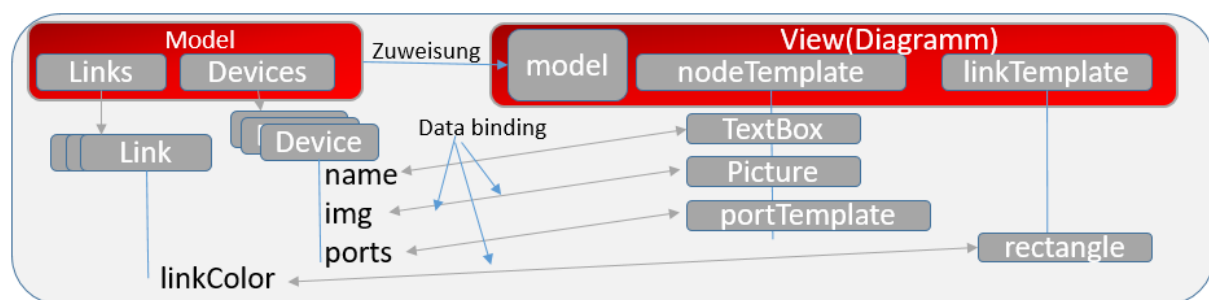 Model
View(Diagramm)
Links
Devices
Zuweisung
model
nodeTemplate
linkTemplate
Link
Device
Data binding
TextBox
name
Picture
img
portTemplate
ports
rectangle
linkColor